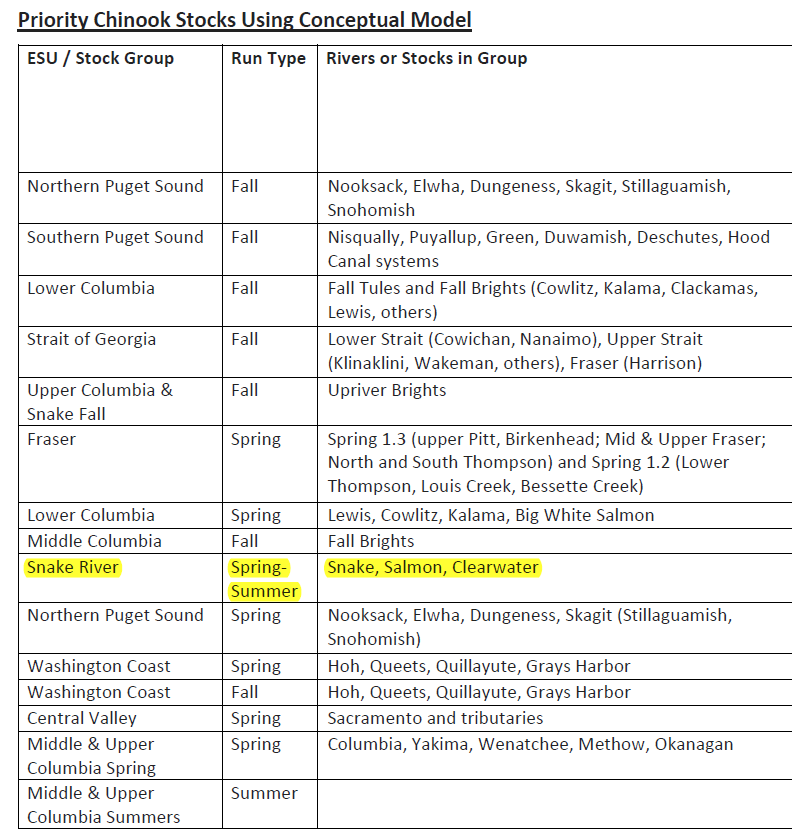 Priority Chinook Stocks Using Conceptual Model
ESU / Stock Group Run Type Rivers or Stocks in Group
Northern Puget Sound Fall Nooksack, Elwha, Dungeness, Skagit, Stillaguamish,
Snohomish
Southern Puget Sound Fall Nisqually, Puyallup, Green, Duwamish, Deschutes, Hood
Canal systems
Lower Columbia Fall Fall Tules and Fall Brights (Cowlitz, Kalama, Clackamas,
Lewis, others)
Strait of Georgia Fall Lower Strait (Cowichan, Nanaimo), Upper Strait
(Klinaklini, Wakeman, others), Fraser (Harrison)
Upper Columbia & Fall Upriver Brights
Snake Fall
Fraser Spring Spring 1.3 (upper Pitt, Birkenhead; Mid & Upper Fraser;
North and South Thompson) and Spring 1.2 (Lower
Thompson, Louis Creek, Bessette Creek)
Lower Columbia Spring Lewis, Cowlitz, Kalama, Big White Salmon
Middle Columbia Fall Fall Brights
Snake River Spring- Snake, Salmon, Clearwater
Summer
Northern Puget Sound Spring Nooksack, Elwha, Dungeness, Skagit (Stillaguamish,
Snohomish)
Washington Coast Spring Hoh, Queets, Quillayute, Grays Harbor
Washington Coast Fall Hoh, Queets, Quillayute, Grays Harbor
Central Valley Spring Sacramento and tributaries
Middle & Upper Spring Columbia, Yakima, Wenatchee, Methow, Okanagan
Columbia Spring
Middle & Upper Summer
Columbia Summers